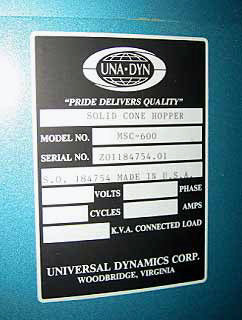 UNA-DYN
"PRIDE DELIVERS QUALITY"
SOLID CONE HOPPER
MODEL NO. MSC-600
SERIAL NO. Z01184754.01
S.O. 184754 MADE IN U.S.A.
VOLTS PHASE
CYCLES AMPS
K.V.A. CONNECTED LOAD
UNIVERSAL DYNAMICS CORP.
WOODBRIDGE, VIRGINIA